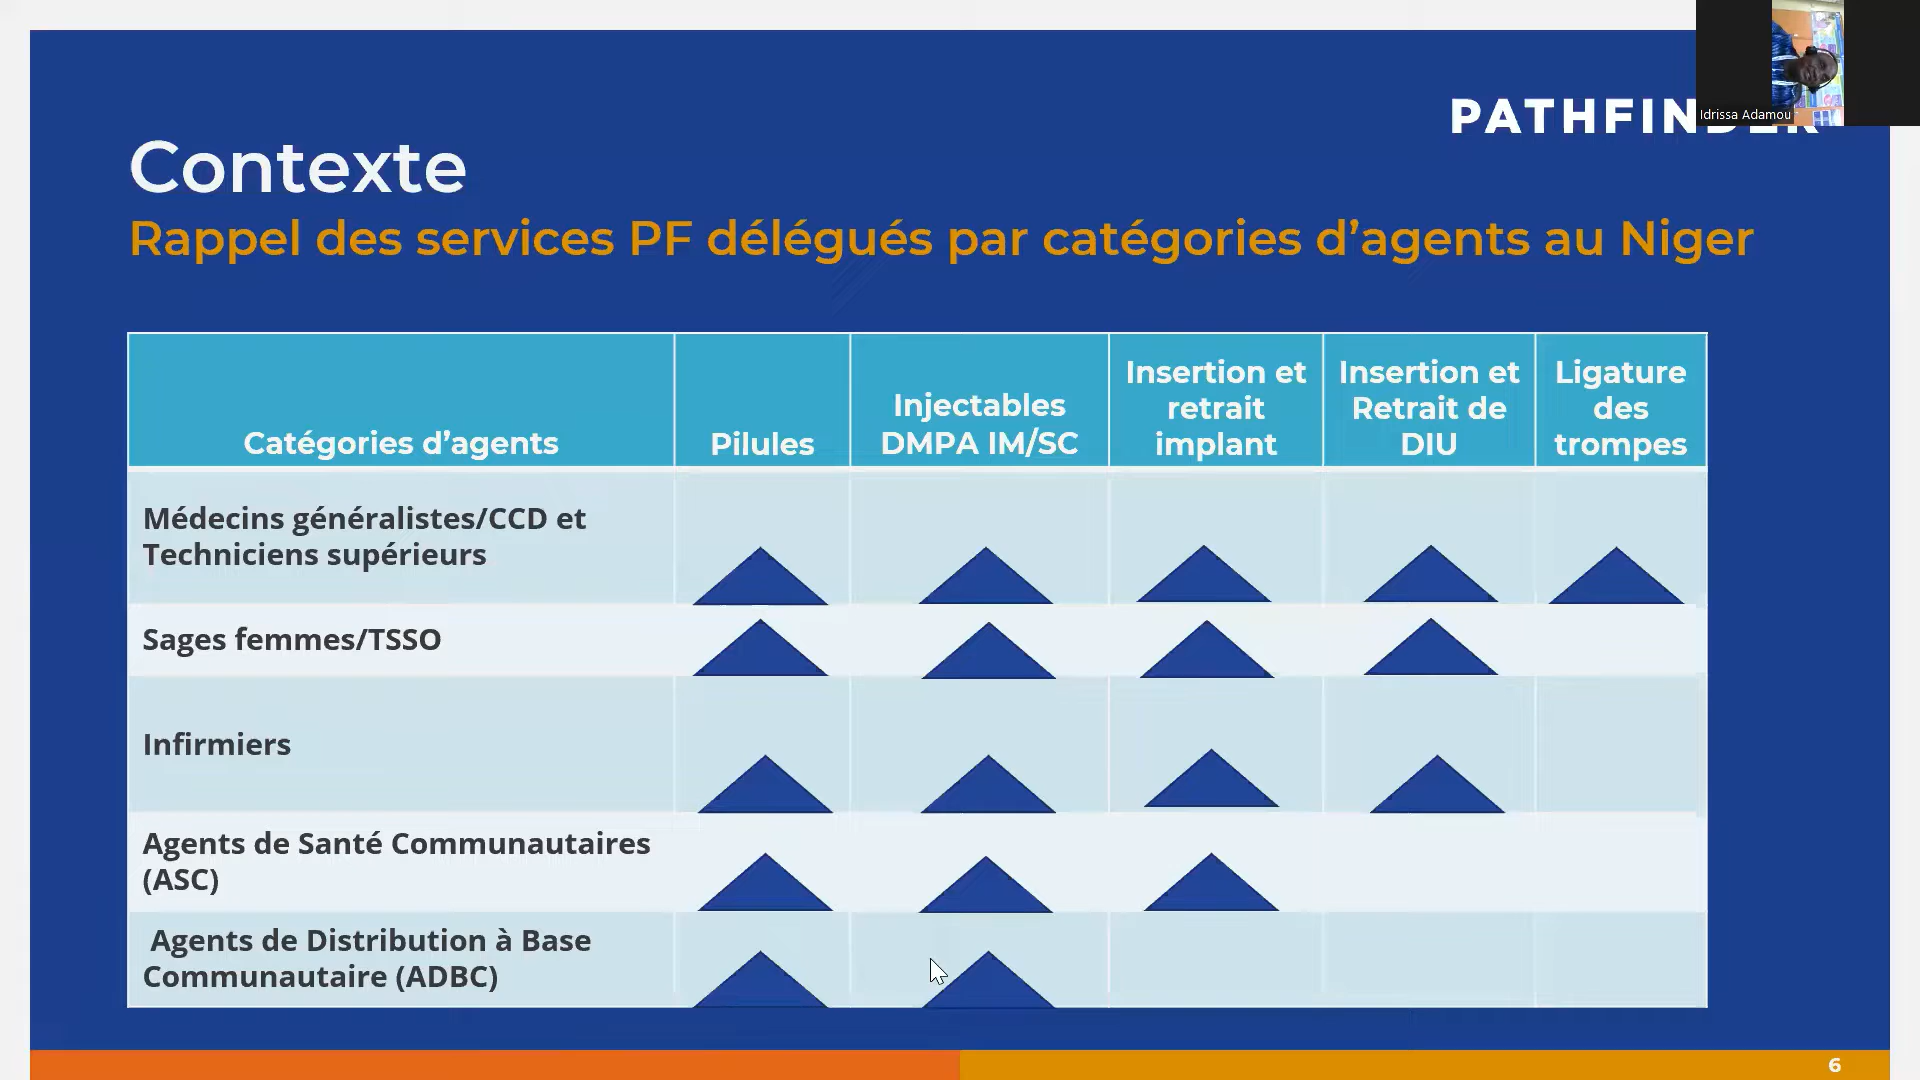 PATHFINDER
Idrissa Adamou
Contexte
Rappel des services PF délégués par catégories d’agents au Niger
Catégories d’agents
Pilules
Injectables
DMPA IM/SC
Insertion et
retrait
implant
Insertion et
Retrait de
DIU
Ligature
des
trompes
Médecins généralistes/CCD et
Techniciens supérieurs
Sages femmes/TSSO
Infirmiers
Agents de Santé Communautaires
(ASC)
Agents de Distribution à Base
Communautaire (ADBC)
6